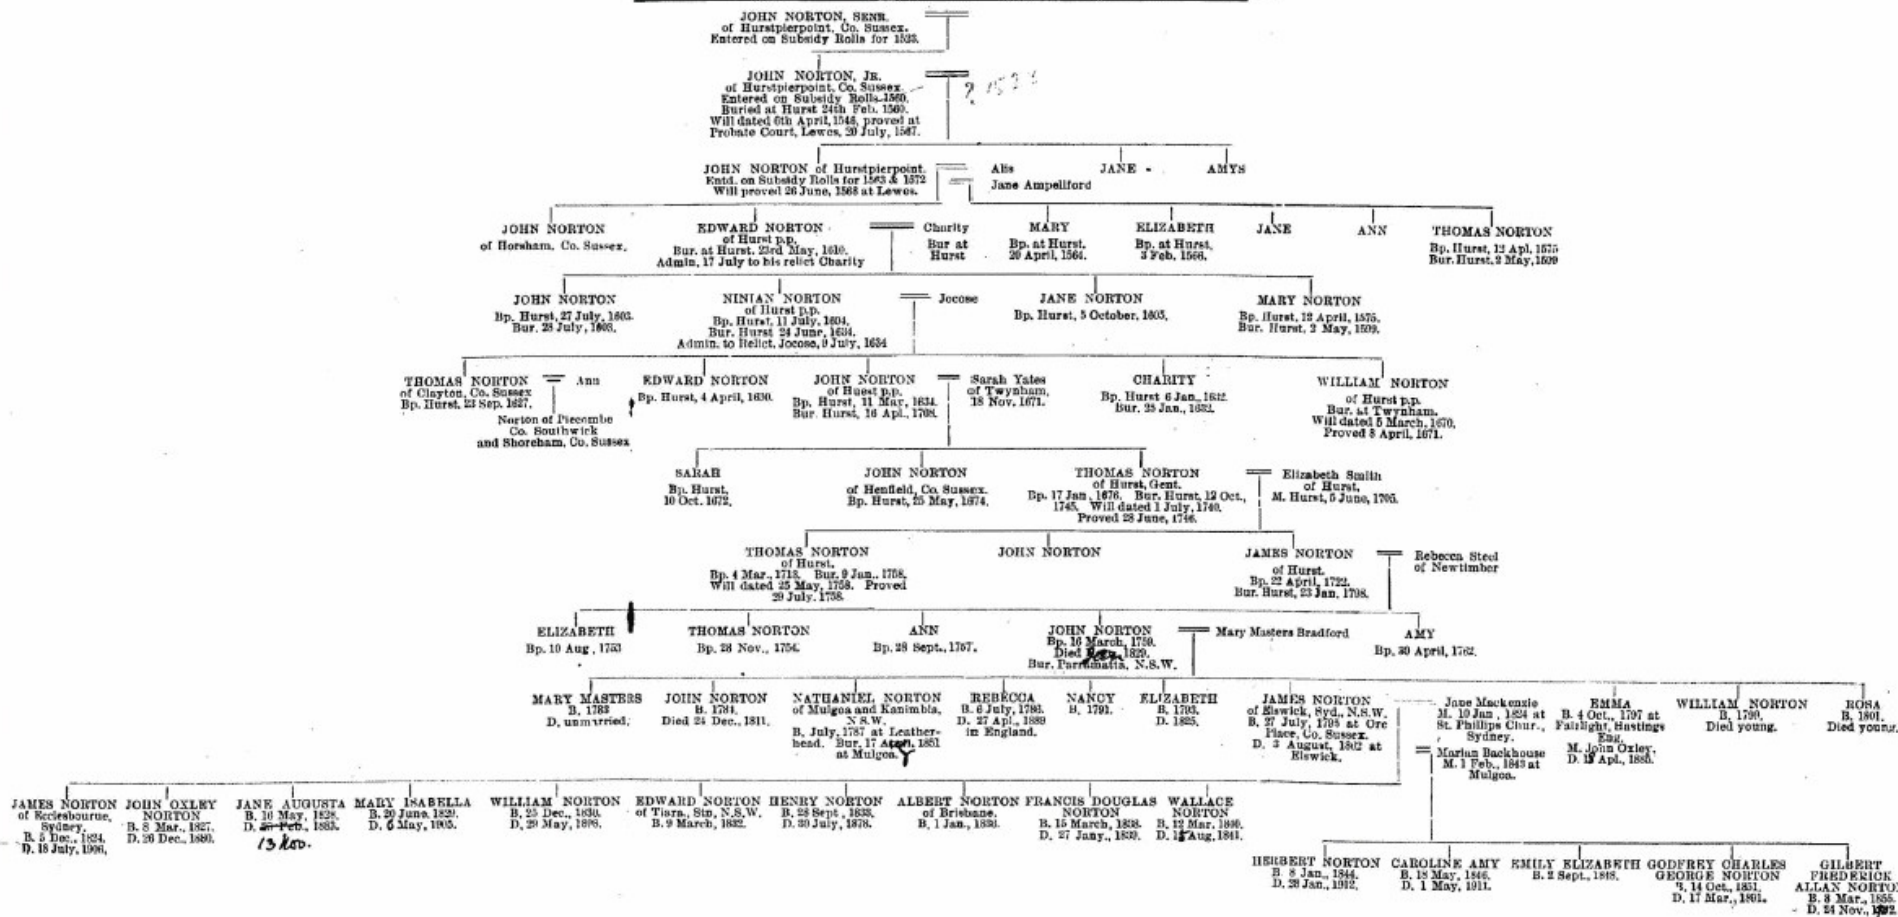 JOHN NORTON, SENR.
of Hurstpierpoint, Co. Sussex.
Entered on Subsidy Rolls for 1523.
JOHN NORTON, JR.
of Hurstpierpoint, Co. Sussex.
Entered on Subsidy Rolls 1560.
Buried at Hurst 24th Feb. 1560.
Will dated 6th April, 1546, proved at
Probate Court, Lewes, 20 July, 1567.
JOHN NORTON of Hurstpierpoint.
Entd. on Subsidy Rolls for 1563 & 1572
Will proved 26 June, 1568 at Lewes.
Alis
Jane Ampellford
JANE
AMYS
JOHN NORTON
of Horsham, Co. Sussex.
EDWARD NORTON
of Hurst p.p.
Bur. at Hurst, 23rd May, 1610.
Admin. 17 July to his relict Charity
Charity
Bur at
Hurst
MARY
Bp. at Hurst.
20 April, 1564.
ELIZABETH
Bp. at Hurst.
3 Feb. 1566.
JANE
ANN
THOMAS NORTON
Bp. Hurst, 12 Apl. 1575
Bur. Hurst, 2 May, 1599
JOHN NORTON
Bp. Hurst, 27 July, 1603.
Bur. 28 July, 1603.
NINIAN NORTON
of Hurst p.p.
Bp. Hurst, 11 July, 1604.
Bur. Hurst 24 June, 1634.
Admin. to Relict, Jocose, 9 July, 1634
Jocose
JANE NORTON
Bp. Hurst, 5 October, 1605.
MARY NORTON
Bp. Hurst, 12 April, 1575.
Bur. Hurst, 2 May, 1599.
THOMAS NORTON
of Clayton, Co. Sussex
Bp. Hurst, 23 Sep. 1627.
Ann
Norton of Piecombe
Co. Southwick
and Shoreham, Co. Sussex
EDWARD NORTON
Bp. Hurst, 4 April, 1630.
JOHN NORTON
of Huest p.p.
Bp. Hurst, 11 May, 1634.
Bur. Hurst, 16 Apl., 1708.
Sarah Yates
of Twynham,
18 Nov. 1671.
CHARITY
Bp. Hurst 6 Jan., 1632.
Bur. 25 Jan., 1632.
WILLIAM NORTON
of Hurst p.p.
Bur. at Twynham.
Will dated 5 March, 1670.
Proved 8 April, 1671.
SARAH
Bp. Hurst,
10 Oct. 1672.
JOHN NORTON
of Henfield, Co. Sussex.
Bp. Hurst, 25 May, 1674.
THOMAS NORTON
of Hurst, Gent.
Bp. 17 Jan., 1676. Bur. Hurst, 12 Oct.,
1745. Will dated 1 July, 1740.
Proved 28 June, 1746.
Elizabeth Smith
of Hurst,
M. Hurst, 5 June, 1705.
THOMAS NORTON
of Hurst.
Bp. 4 Mar., 1713. Bur. 9 Jan., 1758.
Will dated 25 May, 1758. Proved
29 July, 1758.
JOHN NORTON
JAMES NORTON
of Hurst.
Bp. 22 April, 1722.
Bur. Hurst, 23 Jan. 1798.
Rebecca Steel
of Newtimber
ELIZABETH
Bp. 10 Aug, 1753
THOMAS NORTON
Bp. 28 Nov., 1754.
ANN
Bp. 28 Sept., 1757.
JOHN NORTON
Bp. 16 March, 1759.
Died 1829.
Bur. Parramatta, N.S.W.
Mary Masters Bradford
AMY
Bp. 30 April, 1762.
MARY MASTERS
B. 1783
D. unmarried.
JOHN NORTON
B. 1784.
Died 24 Dec., 1811.
NATHANIEL NORTON
of Mulgoa and Kanimbla,
N S.W.
B. July, 1787 at Leather-
head. Bur. 17 1851
at Mulgoa.
REBECCA
B. 6 July, 1786.
D. 27 Apl., 1889
in England.
NANCY
B. 1791.
ELIZABETH
B. 1793.
D. 1825.
JAMES NORTON
of Elswick, Syd., N.S.W.
B. 27 July, 1795 at Ore
Place, Co. Sussex.
D. 3 August, 1862 at
Elswick.
Jane Mackenzie
M. 10 Jan, 1824 at
St. Phillips Chur.,
Sydney.
Marian Backhouse
M. 1 Feb., 1843 at
Mulgoa.
EMMA
B. 4 Oct., 1797 at
Fairlight, Hastings
Eng.
M. John Oxley.
D. Apl., 1885.
WILLIAM NORTON
B. 1799.
Died young.
ROSA
B. 1801.
Died young.
JAMES NORTON
of Ecclesbourne,
Sydney.
B. 5 Dec., 1824.
D. 18 July, 1906,
JOHN OXLEY
NORTON
B. 8 Mar., 1827.
D. 26 Dec., 1880.
JANE AUGUSTA
B. 16 May, 1828.
D. Feb., 1883.
13 Nov.
MARY ISABELLA
B. 20 June, 1829.
D. 6 May, 1905.
WILLIAM NORTON
B. 25 Dec., 1830.
D. 29 May, 1898.
EDWARD NORTON
of Tiara, Stn, N.S.W.
B. 9 March, 1832.
HENRY NORTON
B. 28 Sept, 1833.
D. 30 July, 1878.
ALBERT NORTON
of Brisbane.
B. 1 Jan., 1836.
FRANCIS DOUGLAS
NORTON
B. 15 March, 1838.
D. 27 Jany., 1839.
WALLACE
NORTON
B. 12 Mar. 1840.
D. Aug, 1841.
HERBERT NORTON
B. 8 Jan., 1844.
D. 28 Jan., 1912.
CAROLINE AMY
B. 18 May, 1846.
D. 1 May, 1911.
EMILY ELIZABETH
B. 2 Sept., 1848.
GODFREY CHARLES
GEORGE NORTON
B. 14 Oct., 1851.
D. 17 Mar., 1891.
GILBERT
FREDERICK
ALLAN NORTON
B. 8 Mar., 1855.
D. 24 Nov.,